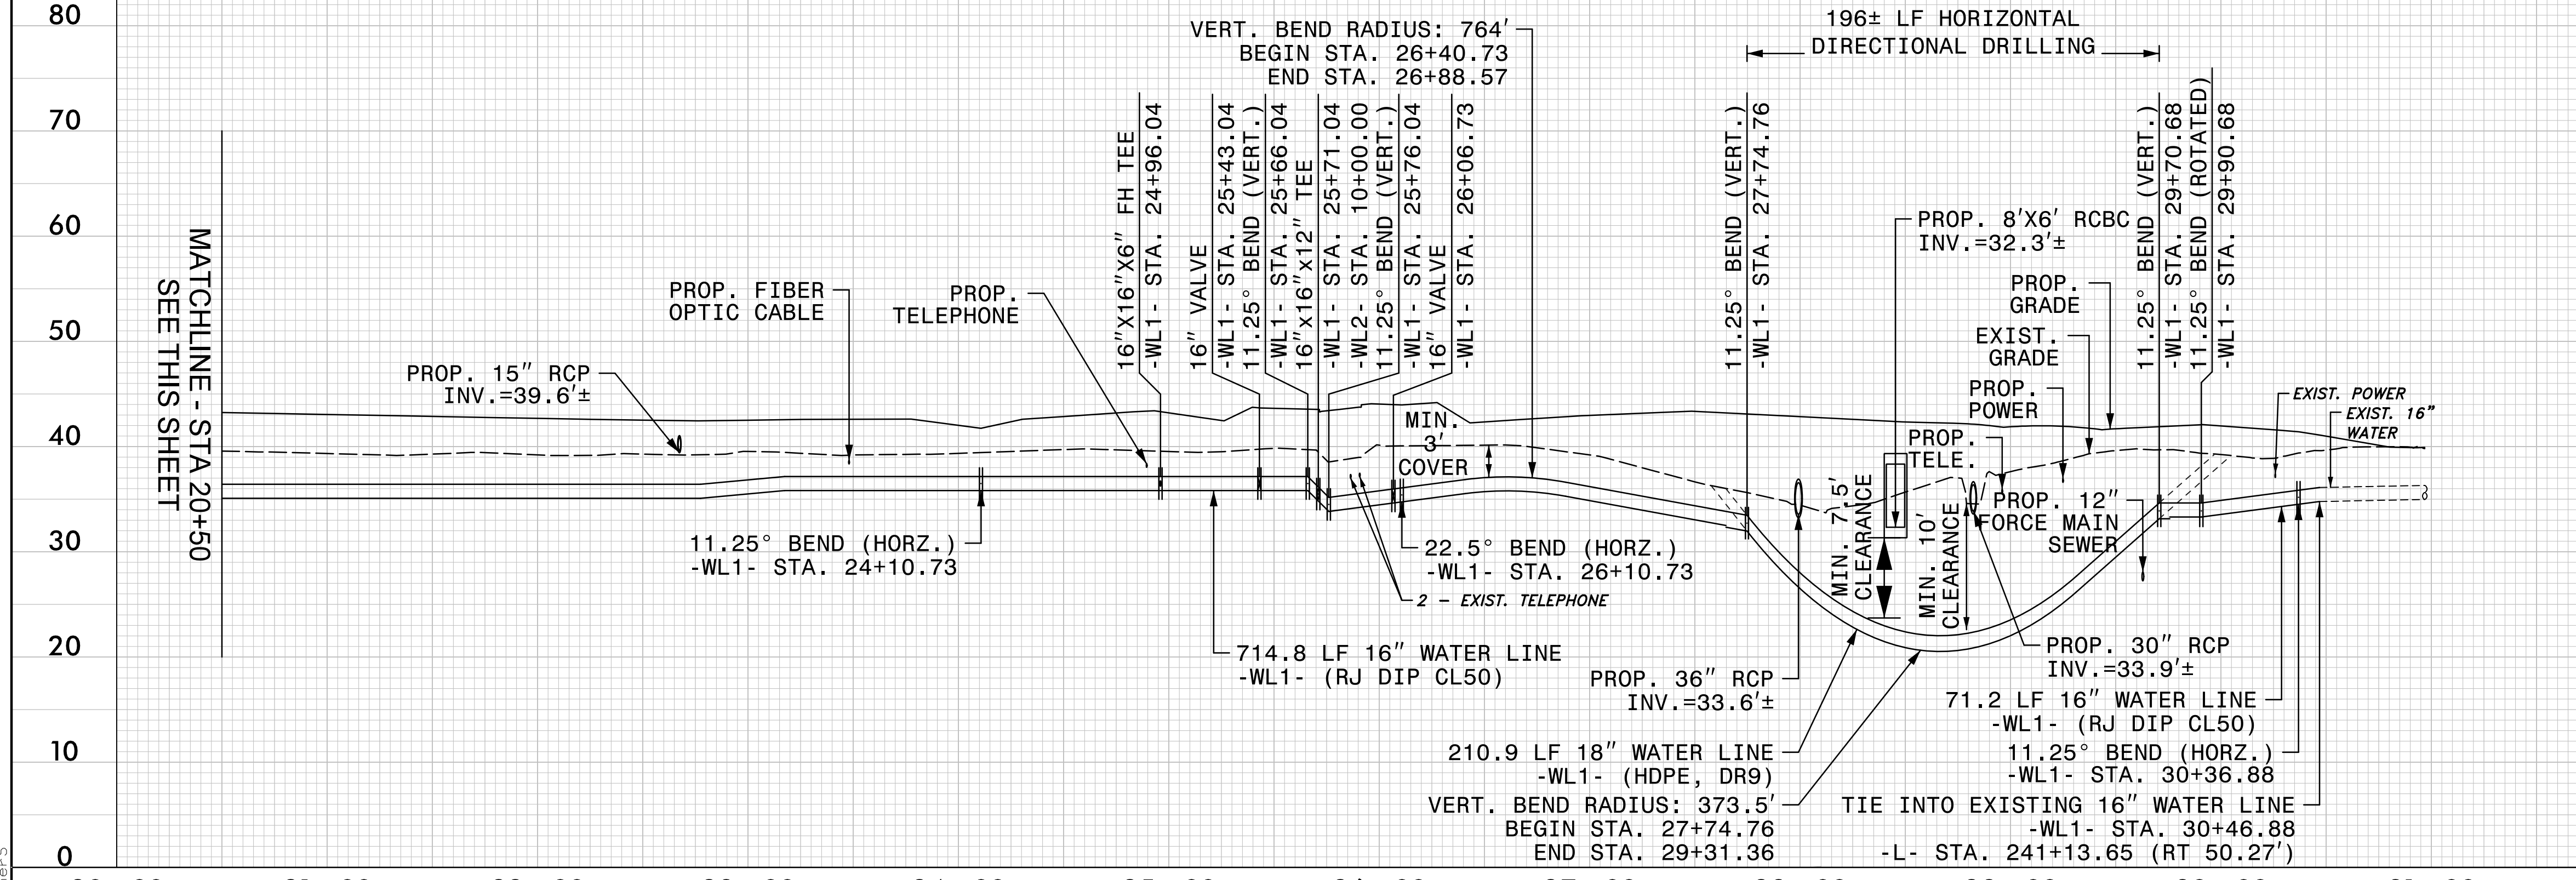 80
70
60
50
40
30
20
10
0
MATCHLINE - STA 20+50
SEE THIS SHEET
PROP. 15" RCP
INV.=39.6'±
PROP. FIBER
OPTIC CABLE
PROP.
TELEPHONE
11.25° BEND (HORZ.)
-WL1- STA. 24+10.73
VERT. BEND RADIUS: 764'
BEGIN STA. 26+40.73
END STA. 26+88.57
16"X16"X6" FH TEE
-WL1- STA. 24+96.04
16" VALVE
-WL1- STA. 25+43.04
11.25° BEND (VERT.)
-WL1- STA. 25+66.04
16"x16"x12" TEE
-WL1- STA. 25+71.04
-WL2- STA. 10+00.00
11.25° BEND (VERT.)
-WL1- STA. 25+76.04
16" VALVE
-WL1- STA. 26+06.73
MIN.
3'
COVER
22.5° BEND (HORZ.)
-WL1- STA. 26+10.73
2 - EXIST. TELEPHONE
714.8 LF 16" WATER LINE
-WL1- (RJ DIP CL50)
196± LF HORIZONTAL
DIRECTIONAL DRILLING
11.25° BEND (VERT.)
-WL1- STA. 27+74.76
PROP. 8'X6' RCBC
INV.=32.3'±
PROP.
GRADE
EXIST.
GRADE
PROP.
POWER
PROP.
TELE.
11.25° BEND (VERT.)
-WL1- STA. 29+70.68
11.25° BEND (ROTATED)
-WL1- STA. 29+90.68
EXIST. POWER
EXIST. 16"
WATER
MIN. 7.5'
CLEARANCE
MIN. 10'
CLEARANCE
PROP. 12"
FORCE MAIN
SEWER
PROP. 36" RCP
INV.=33.6'±
PROP. 30" RCP
INV.=33.9'±
71.2 LF 16" WATER LINE
-WL1- (RJ DIP CL50)
210.9 LF 18" WATER LINE
-WL1- (HDPE, DR9)
11.25° BEND (HORZ.)
-WL1- STA. 30+36.88
VERT. BEND RADIUS: 373.5'
BEGIN STA. 27+74.76
END STA. 29+31.36
TIE INTO EXISTING 16" WATER LINE
-WL1- STA. 30+46.88
-L- STA. 241+13.65 (RT 50.27')